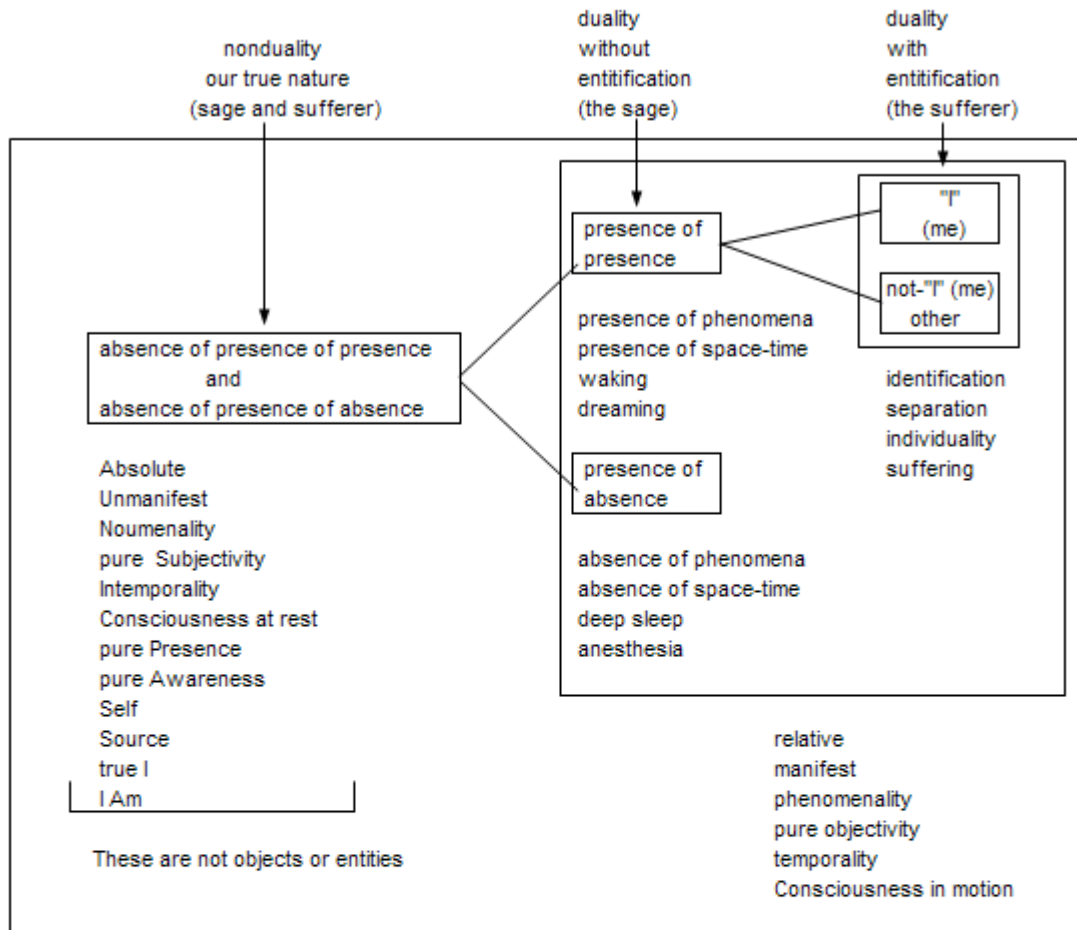 nonduality
our true nature
(sage and sufferer)
duality
without
entitification
(the sage)
duality
with
entitification
(the sufferer)
absence of presence of presence
and
absence of presence of absence
Absolute
Unmanifest
Noumenality
pure Subjectivity
Intemporality
Consciousness at rest
pure Presence
pure Awareness
Self
Source
true I
I Am
These are not objects or entities
presence of
presence
presence of phenomena
presence of space-time
waking
dreaming
presence of
absence
absence of phenomena
absence of space-time
deep sleep
anesthesia
"I"
(me)
not-"I" (me)
other
identification
separation
individuality
suffering
relative
manifest
phenomenality
pure objectivity
temporality
Consciousness in motion